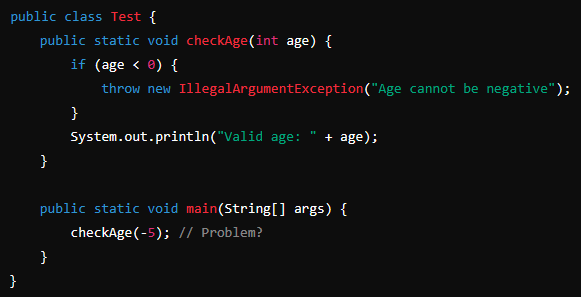 public class Test {
    public static void checkAge(int age) {
        if (age < 0) {
            throw new IllegalArgumentException("Age cannot be negative");
        }
        System.out.println("Valid age: " + age);
    }

    public static void main(String[] args) {
        checkAge(-5); // Problem?
    }
}